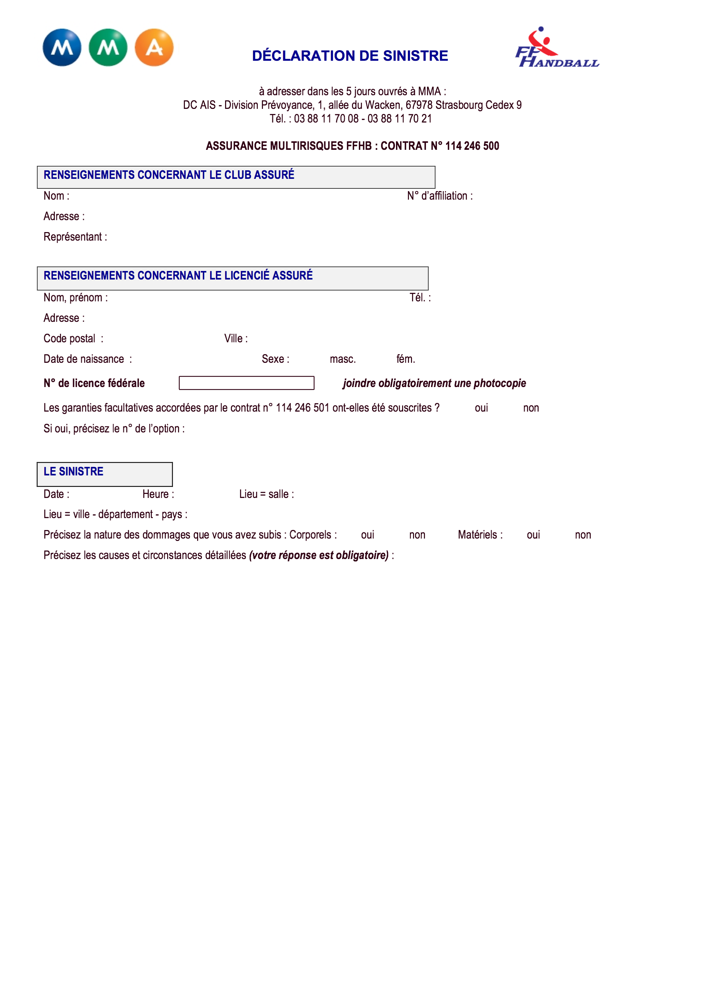 M M A
DÉCLARATION DE SINISTRE
FF HANDBALL
à adresser dans les 5 jours ouvrés à MMA :
DC AIS - Division Prévoyance, 1, allée du Wacken, 67978 Strasbourg Cedex 9
Tél. : 03 88 11 70 08 - 03 88 11 70 21
ASSURANCE MULTIRISQUES FFHB : CONTRAT N° 114 246 500
RENSEIGNEMENTS CONCERNANT LE CLUB ASSURÉ
Nom : N° d’affiliation :
Adresse :
Représentant :
RENSEIGNEMENTS CONCERNANT LE LICENCIÉ ASSURÉ
Nom, prénom : Tél. :
Adresse :
Code postal : Ville :
Date de naissance : Sexe : masc. fém.
N° de licence fédérale joindre obligatoirement une photocopie
Les garanties facultatives accordées par le contrat n° 114 246 501 ont-elles été souscrites ? oui non
Si oui, précisez le n° de l’option :
LE SINISTRE
Date : Heure : Lieu = salle :
Lieu = ville - département - pays :
Précisez la nature des dommages que vous avez subis : Corporels : oui non Matériels : oui non
Précisez les causes et circonstances détaillées (votre réponse est obligatoire) :